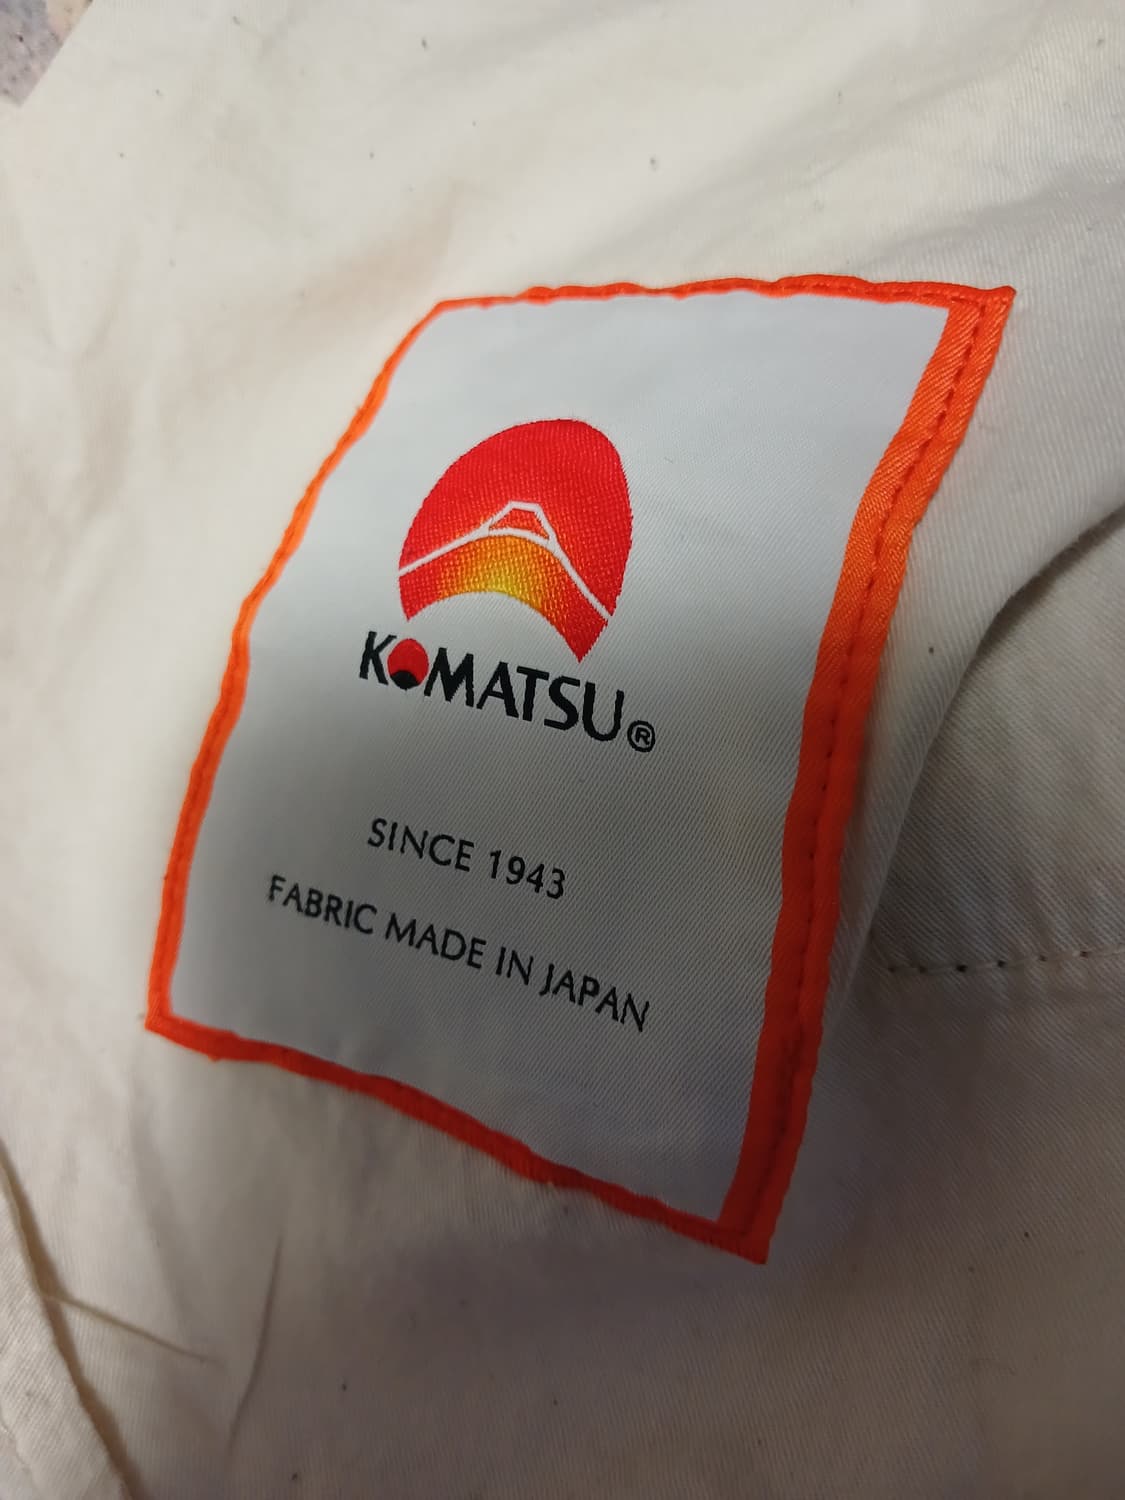 KOMATSU®
SINCE 1943
FABRIC MADE IN JAPAN